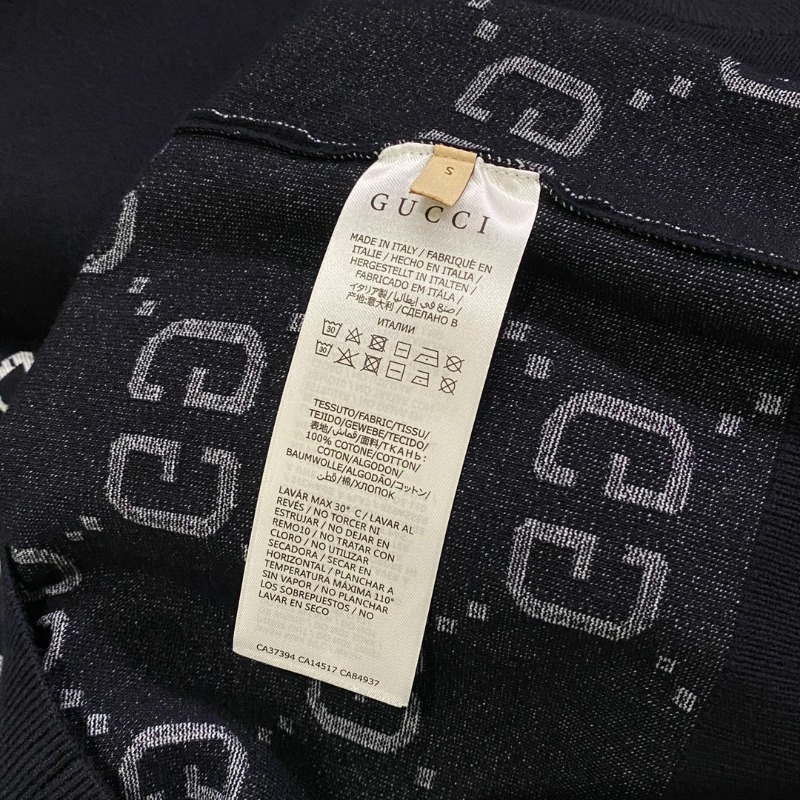 S
GUCCI
MADE IN ITALY / FABRIQUÉ EN
ITALIE / HECHO EN ITALIA /
HERGESTELLT IN ITALTEN /
FABRICADO EM ITÁLA /
イタリア製 / صنع في إيطاليا /
产地:意大利 / СДЕЛАНО В
ИТАЛИИ
30
30
TESSUTO/FABRIC/TISSU/
TEJIDO/GEWEBE/TECIDO/
表地/قماش/面料/ТКАНЬ:
100% COTONE/COTTON/
COTON/ALGODON/
BAUMWOLLE/ALGODÃO/コットン/
قطن/棉/ХЛОПОК
LAVAR MAX 30° C / LAVAR AL
REVÉS / NO TORCER NI
ESTRUJAR / NO DEJAR EN
REMO10 / NO TRATAR CON
CLORO / NO UTILIZAR
SECADORA / SECAR EN
HORIZONTAL / PLANCHAR A
TEMPERATURA MÁXIMA 110°
SIN VAPOR / NO PLANCHAR
LOS SOBREPUESTOS / NO
LAVAR EN SECO
CA37394 CA14517 CA84937